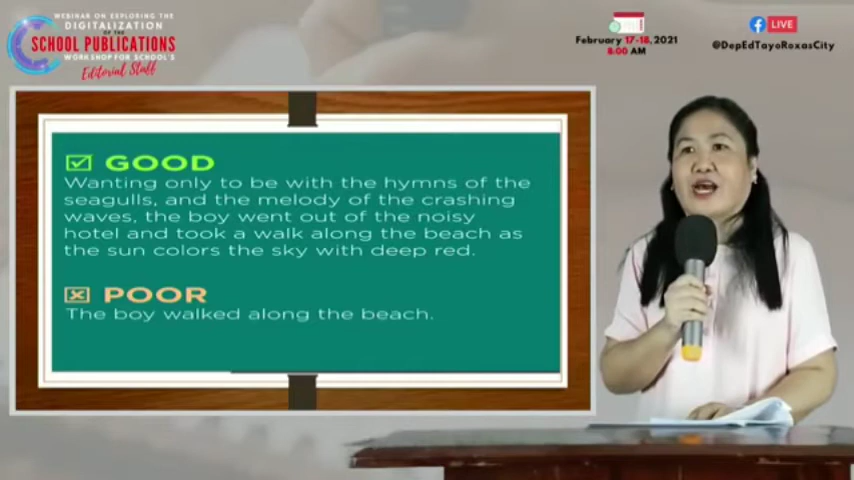 WEBINAR ON EXPLORING THE
DIGITALIZATION
OF THE
SCHOOL PUBLICATIONS
WORKSHOP FOR SCHOOL'S
Editorial Staff
February 17-18, 2021
8:00 AM
LIVE
@DepEdTayoRoxasCity
GOOD
Wanting only to be with the hymns of the
seagulls, and the melody of the crashing
waves, the boy went out of the noisy
hotel and took a walk along the beach as
the sun colors the sky with deep red.
POOR
The boy walked along the beach.